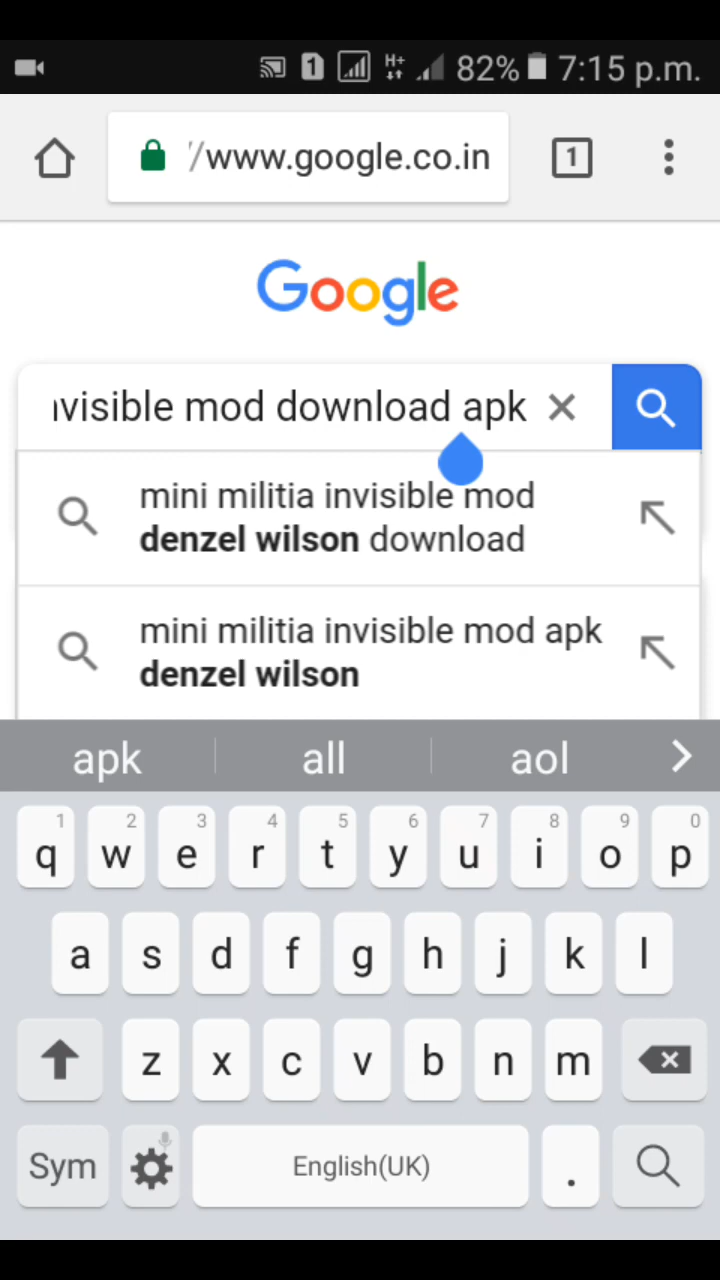 1 H+ 82% 7:15 p.m.
//www.google.co.in 1
Google
visible mod download apk
mini militia invisible mod
denzel wilson download
mini militia invisible mod apk
denzel wilson
apk all aol
1 2 3 4 5 6 7 8 9 0
q w e r t y u i o p
a s d f g h j k l
z x c v b n m
Sym English(UK) .